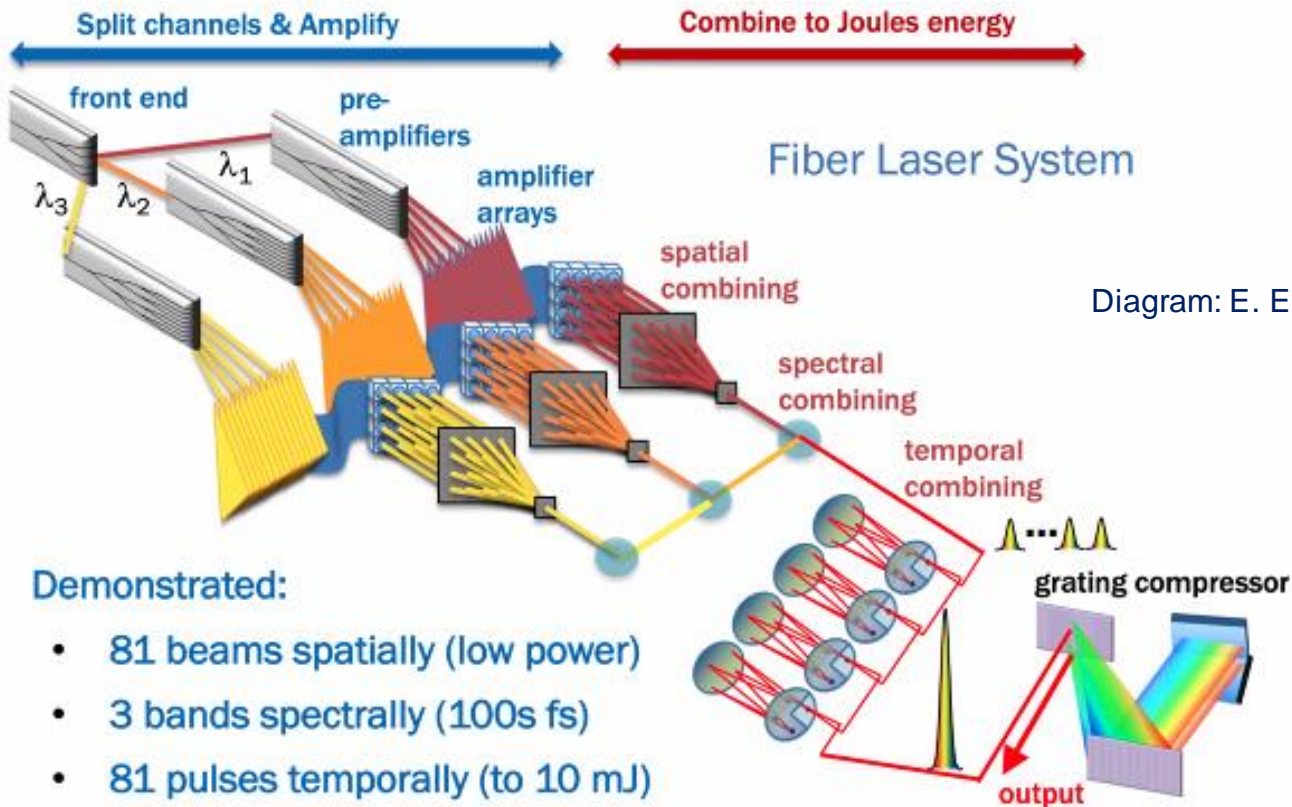 Split channels & Amplify
Combine to Joules energy
front end
pre-
amplifiers
λ1
λ2
λ3
amplifier
arrays
Fiber Laser System
spatial
combining
Diagram: E. E
spectral
combining
temporal
combining
grating compressor
output
Demonstrated:
• 81 beams spatially (low power)
• 3 bands spectrally (100s fs)
• 81 pulses temporally (to 10 mJ)